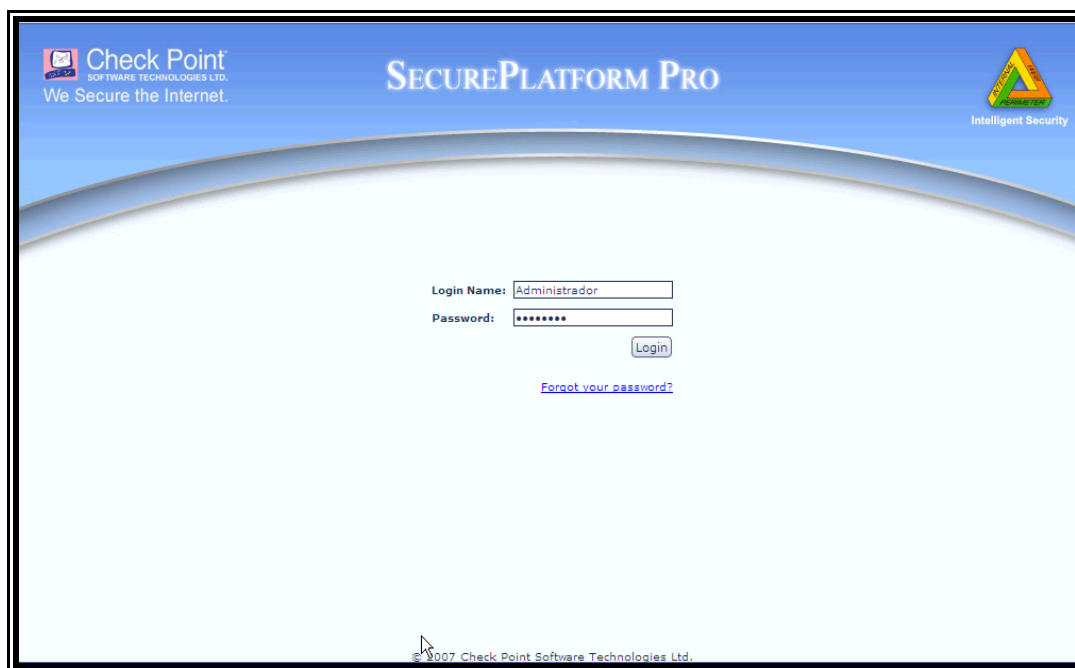 Check Point
SOFTWARE TECHNOLOGIES LTD.
We Secure the Internet.
SECUREPLATFORM PRO
INTERNAL
WEB
PERIMETER
Intelligent Security
Login Name: Administrador
Password: ••••••••
Login
Forgot your password?
© 2007 Check Point Software Technologies Ltd.